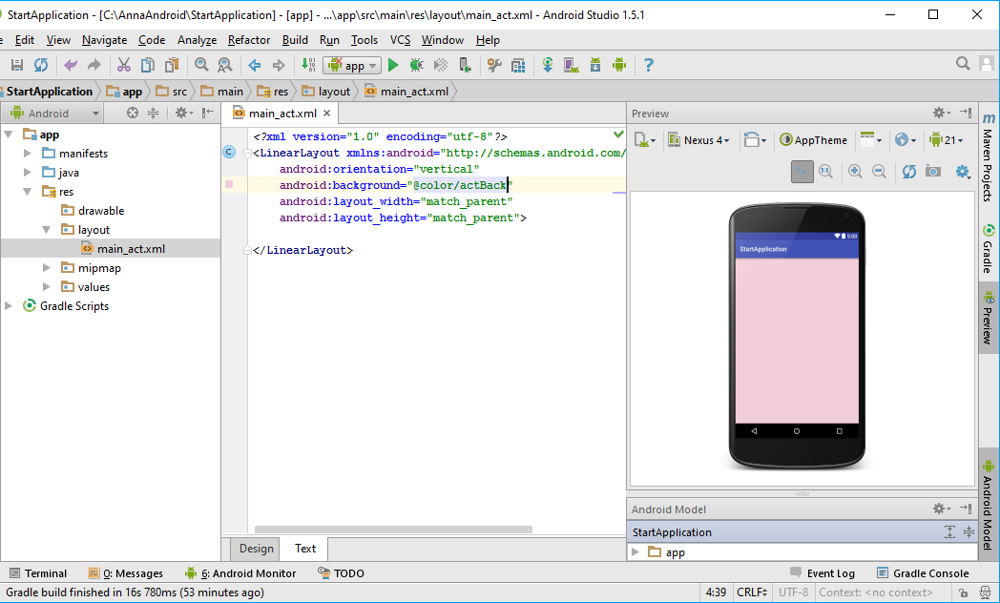 StartApplication - [C:\AnnaAndroid\StartApplication] - [app] - ...\app\src\main\res\layout\main_act.xml - Android Studio 1.5.1
Edit View Navigate Code Analyze Refactor Build Run Tools VCS Window Help
app
StartApplication app src main res layout main_act.xml
Android
main_act.xml
Preview
app
manifests
java
res
drawable
layout
main_act.xml
mipmap
values
Gradle Scripts
<?xml version="1.0" encoding="utf-8"?>
<LinearLayout xmlns:android="http://schemas.android.com/
android:orientation="vertical"
android:background="@color/actBack"
android:layout_width="match_parent"
android:layout_height="match_parent">
</LinearLayout>
Design Text
Nexus 4 AppTheme 21
1:1
5:00
StartApplication
Android Model
StartApplication
app
m Maven Projects
Gradle
Preview
Android Model
Terminal 0: Messages 6: Android Monitor TODO Event Log Gradle Console
Gradle build finished in 16s 780ms (53 minutes ago) 4:39 CRLF UTF-8 Context: <no context>